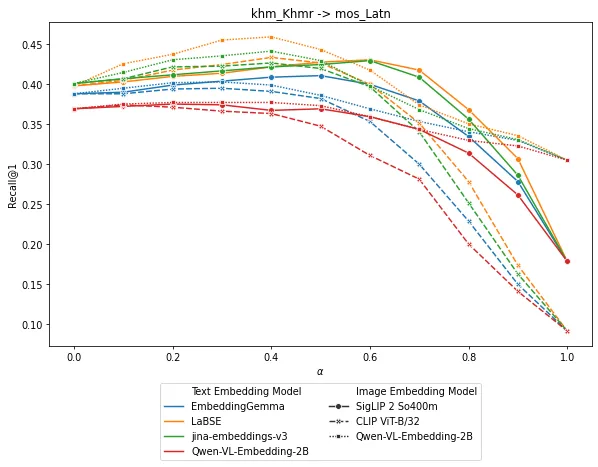 khm_Khmr -> mos_Latn
Recall@1
0.45
0.40
0.35
0.30
0.25
0.20
0.15
0.10
0.0 0.2 0.4 0.6 0.8 1.0
α
Text Embedding Model
EmbeddingGemma
LaBSE
jina-embeddings-v3
Qwen-VL-Embedding-2B
Image Embedding Model
SigLIP 2 So400m
CLIP ViT-B/32
Qwen-VL-Embedding-2B